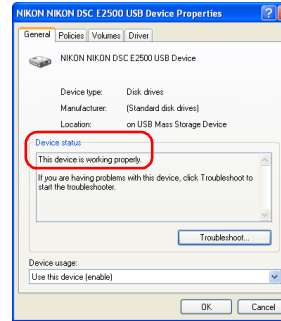 NIKON NIKON DSC E2500 USB Device Properties
General Policies Volumes Driver
NIKON NIKON DSC E2500 USB Device
Device type: Disk drives
Manufacturer: (Standard disk drives)
Location: on USB Mass Storage Device
Device status
This device is working properly.
If you are having problems with this device, click Troubleshoot to
start the troubleshooter.
Troubleshoot...
Device usage:
Use this device (enable)
OK Cancel